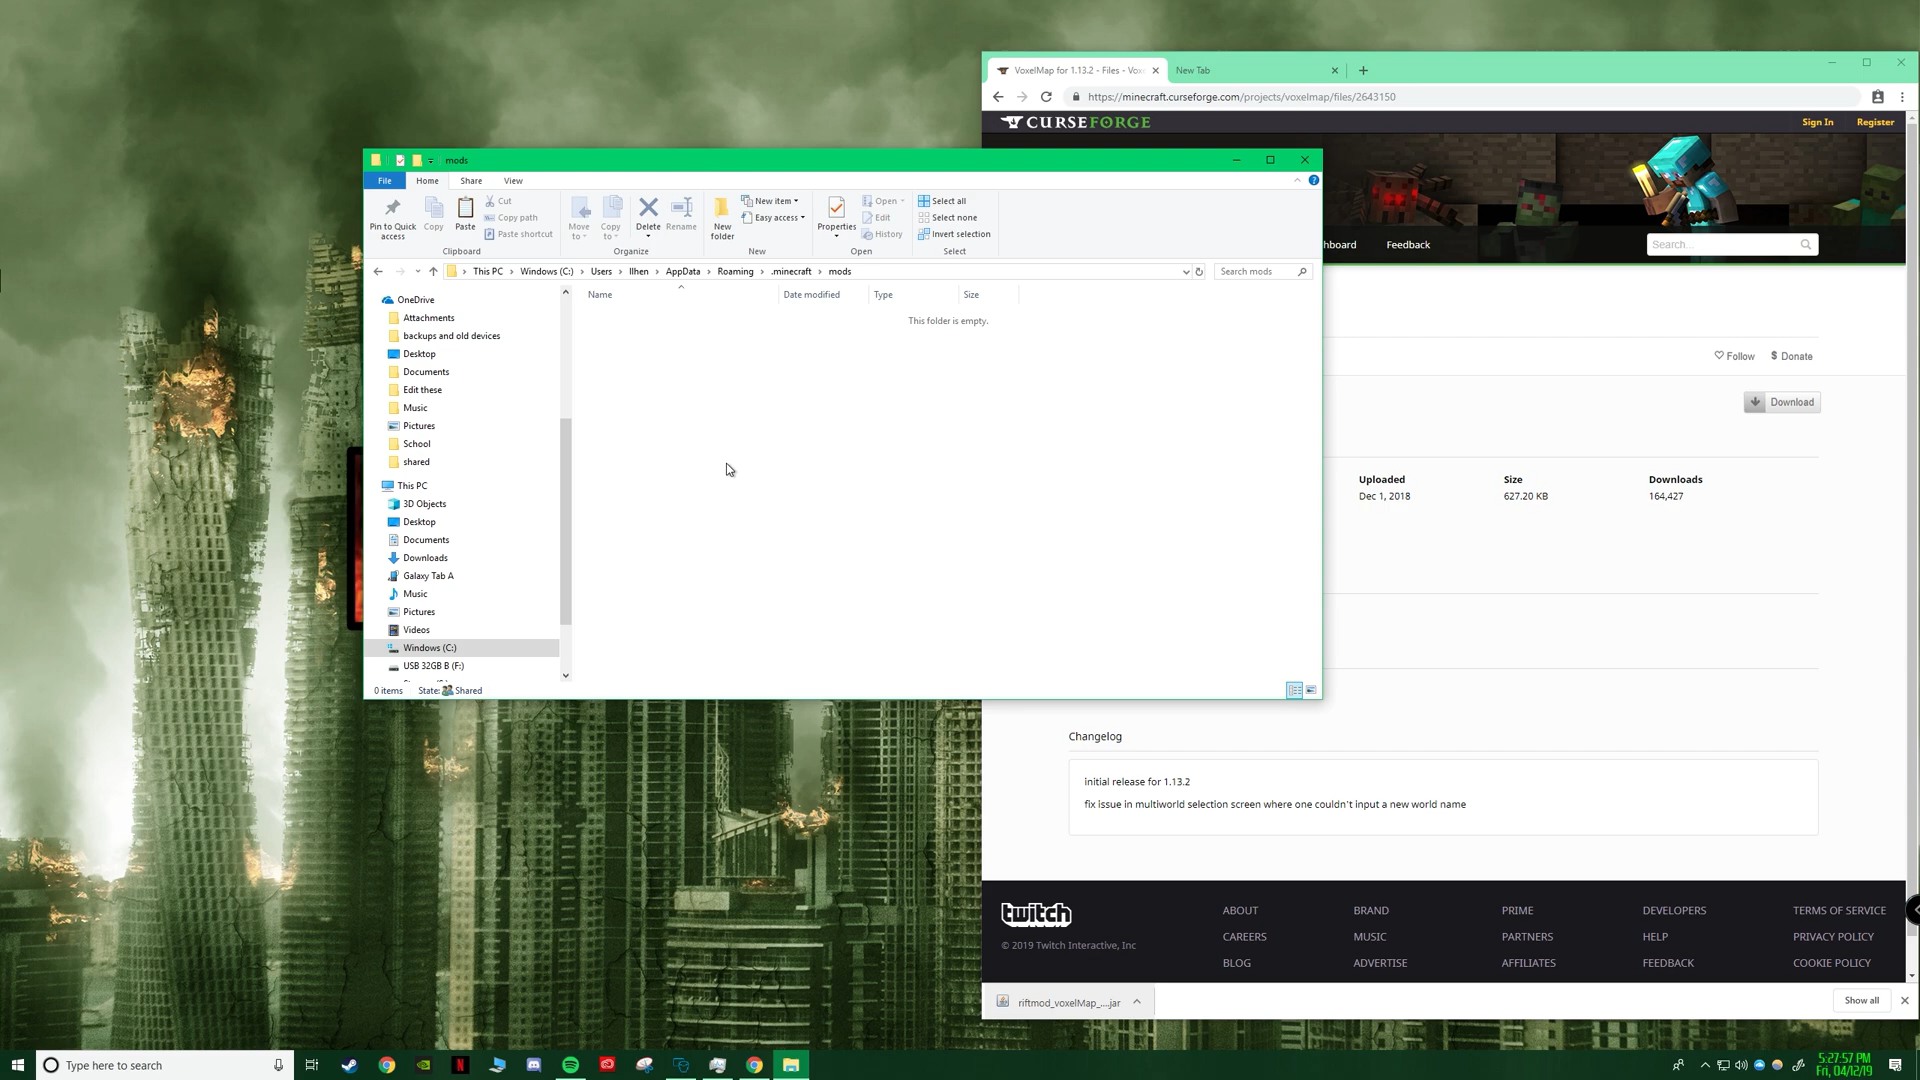 VoxelMap for 1.13.2 - Files - Vox
New Tab
https://minecraft.curseforge.com/projects/voxelmap/files/2643150
CURSEFORGE
Sign In
Register
mods
File
Home
Share
View
Pin to Quick access
Copy
Paste
Cut
Copy path
Paste shortcut
Clipboard
Move to
Copy to
Delete
Rename
Organize
New folder
New item
Easy access
New
Properties
Open
Edit
History
Open
Select all
Select none
Invert selection
Select
hboard
Feedback
Search...
This PC > Windows (C:) > Users > Ilhen > AppData > Roaming > .minecraft > mods
Search mods
Name
Date modified
Type
Size
This folder is empty.
OneDrive
Attachments
backups and old devices
Desktop
Documents
Edit these
Music
Pictures
School
shared
This PC
3D Objects
Desktop
Documents
Downloads
Galaxy Tab A
Music
Pictures
Videos
Windows (C:)
USB 32GB B (F:)
0 items
State: Shared
Follow
$ Donate
Download
Uploaded
Dec 1, 2018
Size
627.20 KB
Downloads
164,427
Changelog
initial release for 1.13.2
fix issue in multiworld selection screen where one couldn't input a new world name
twitch
© 2019 Twitch Interactive, Inc
ABOUT
BRAND
PRIME
DEVELOPERS
TERMS OF SERVICE
CAREERS
MUSIC
PARTNERS
HELP
PRIVACY POLICY
BLOG
ADVERTISE
AFFILIATES
FEEDBACK
COOKIE POLICY
riftmod_voxelMap_....jar
Show all
Type here to search
5:27:57 PM
Fri, 04/12/19